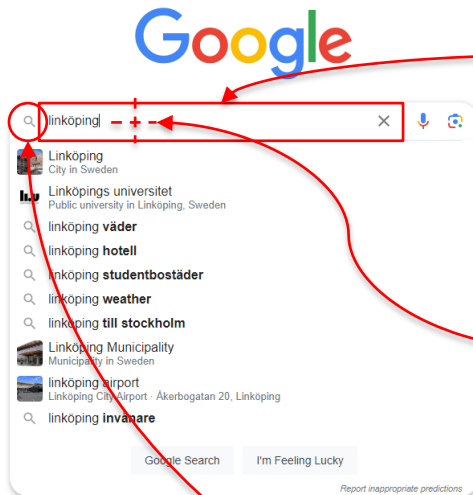 Google
linköping
Linköping
City in Sweden
Linköpings universitet
Public university in Linköping, Sweden
linköping väder
linköping hotell
linköping studentbostäder
linköping weather
linköping till stockholm
Linköping Municipality
Municipality in Sweden
linköping airport
Linköping City Airport · Åkerbogatan 20, Linköping
linköping invånare
Google Search I'm Feeling Lucky
Report inappropriate predictions